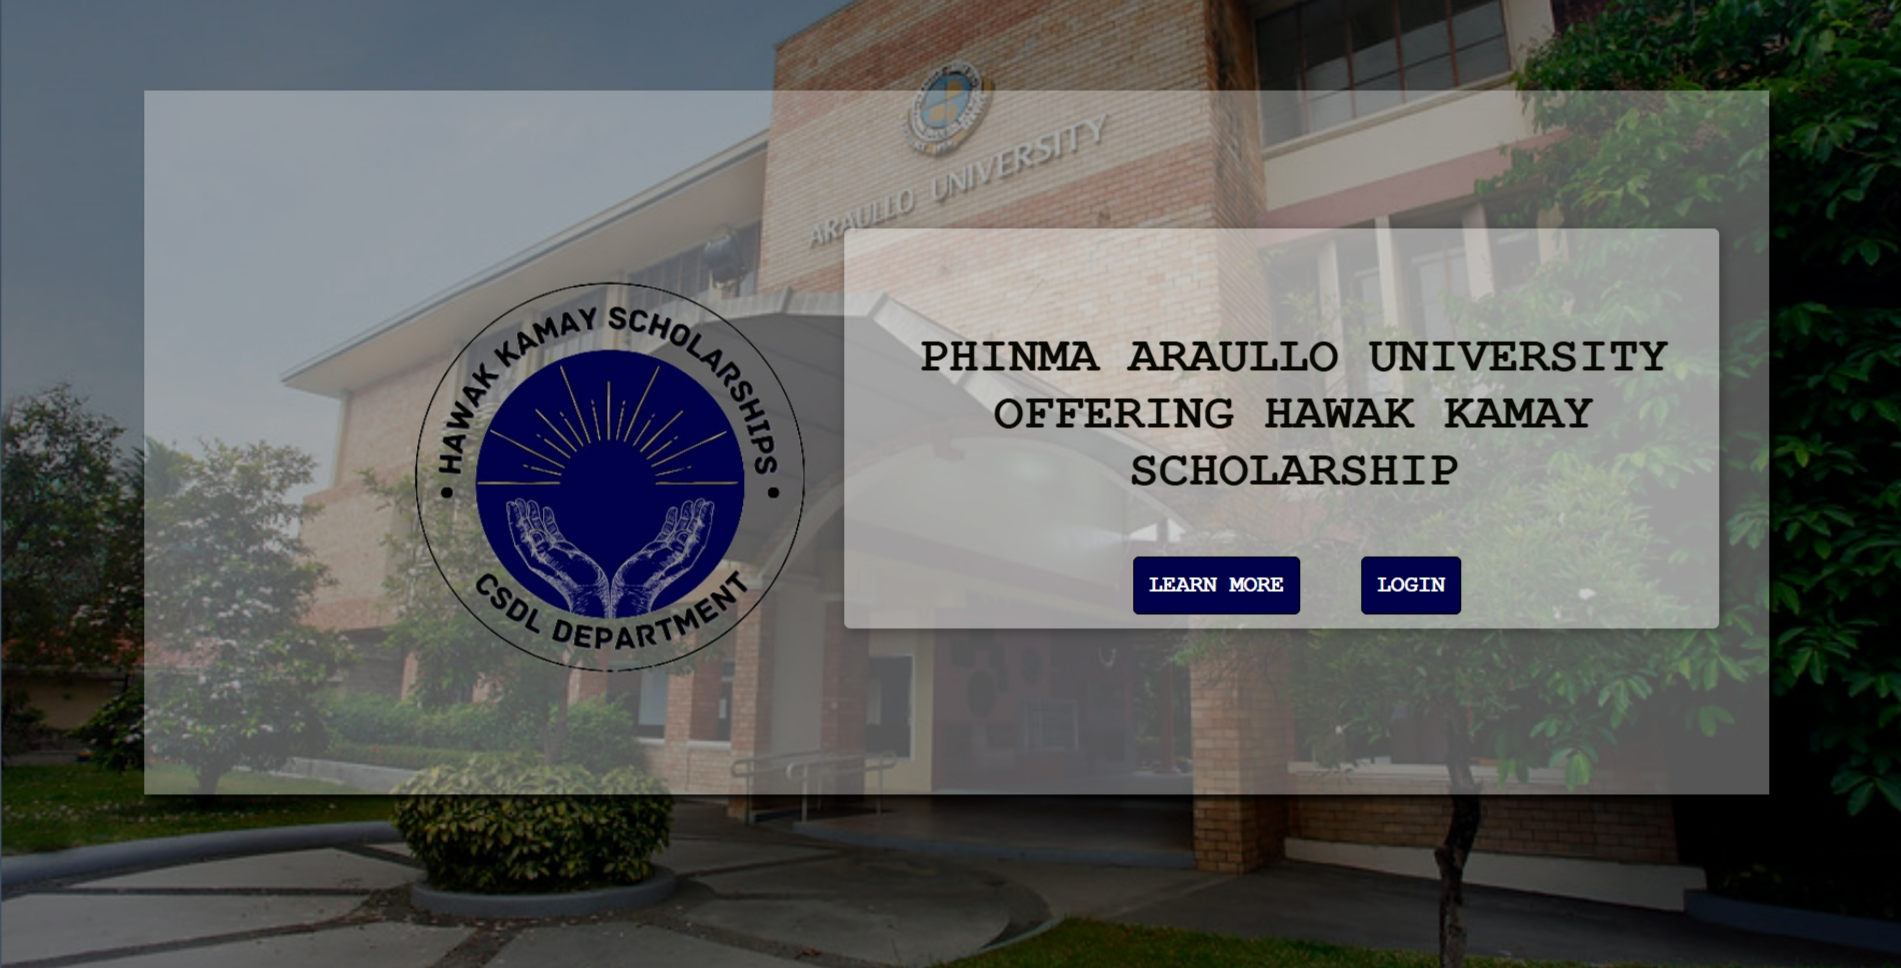 ARAULLO UNIVERSITY
HAWAK KAMAY SCHOLARSHIPS
CSDL DEPARTMENT
PHINMA ARAULLO UNIVERSITY
OFFERING HAWAK KAMAY
SCHOLARSHIP
LEARN MORE
LOGIN